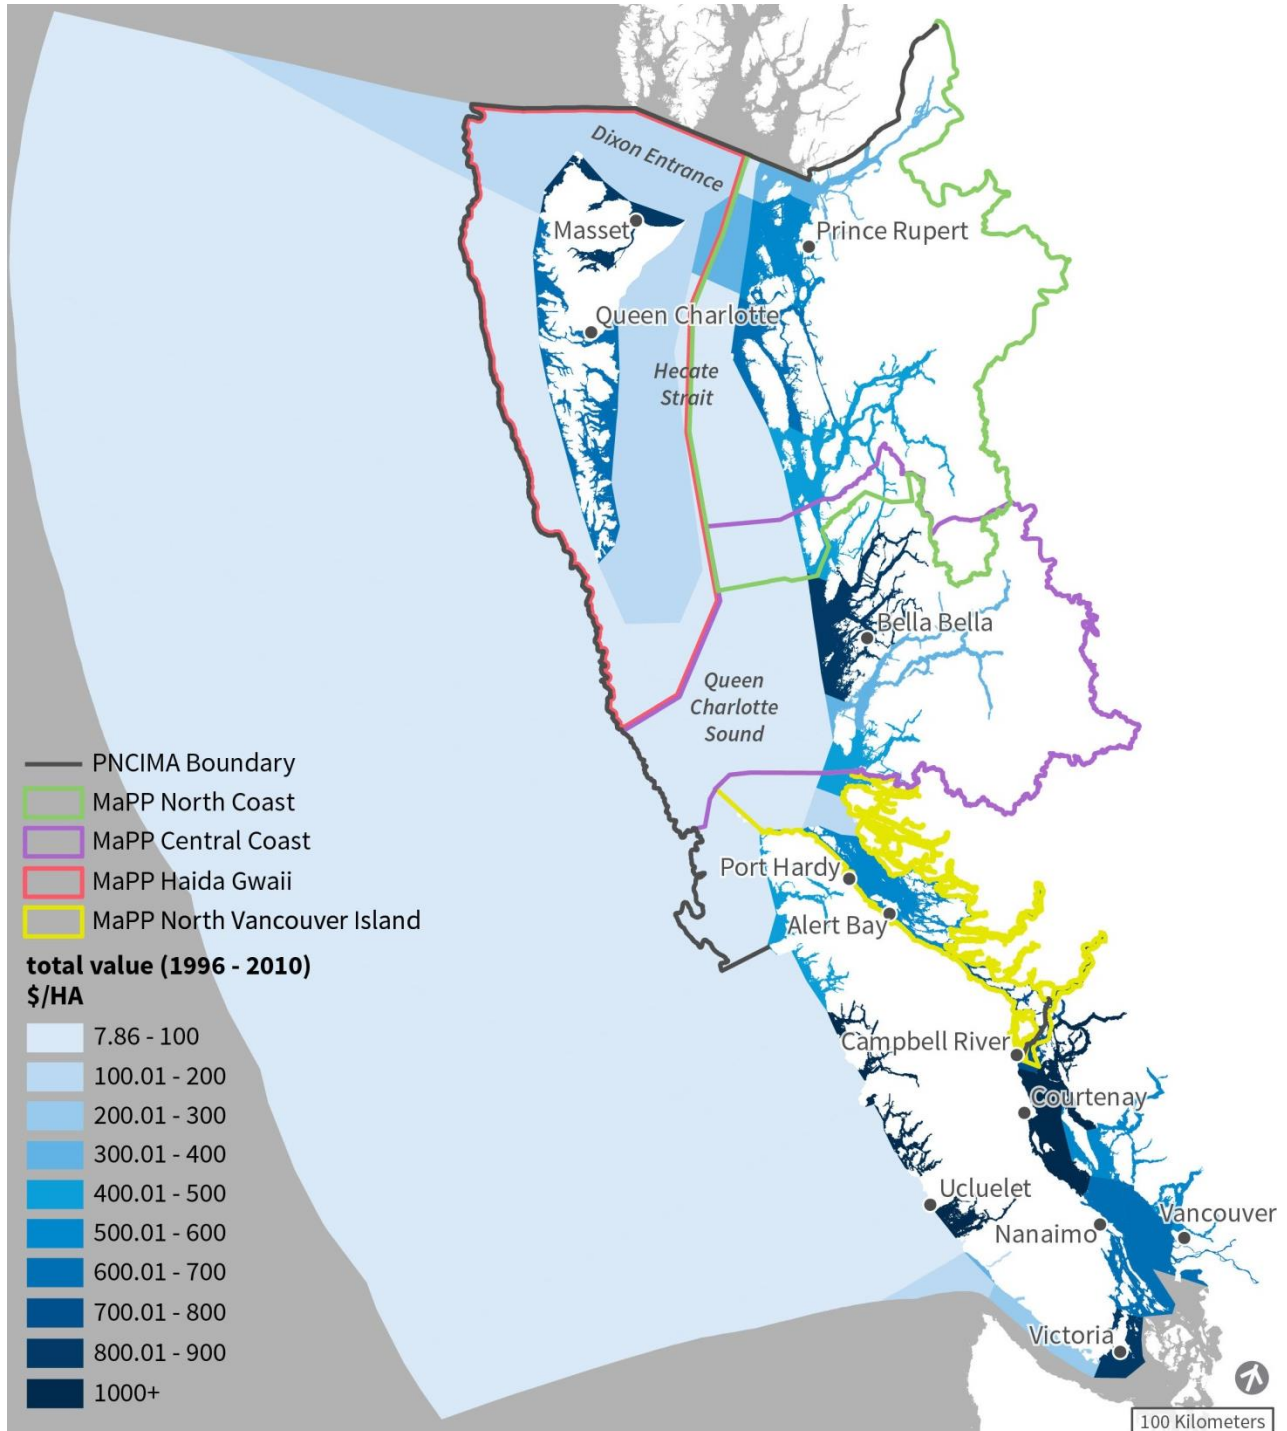 Dixon Entrance
Masset
Prince Rupert
Queen Charlotte
Hecate
Strait
Bella Bella
Queen
Charlotte
Sound
PNCIMA Boundary
MaPP North Coast
MaPP Central Coast
MaPP Haida Gwaii
MaPP North Vancouver Island
total value (1996 - 2010)
$/HA
7.86 - 100
100.01 - 200
200.01 - 300
300.01 - 400
400.01 - 500
500.01 - 600
600.01 - 700
700.01 - 800
800.01 - 900
1000+
Port Hardy
Alert Bay
Campbell River
Courtenay
Ucluelet
Nanaimo
Vancouver
Victoria
100 Kilometers